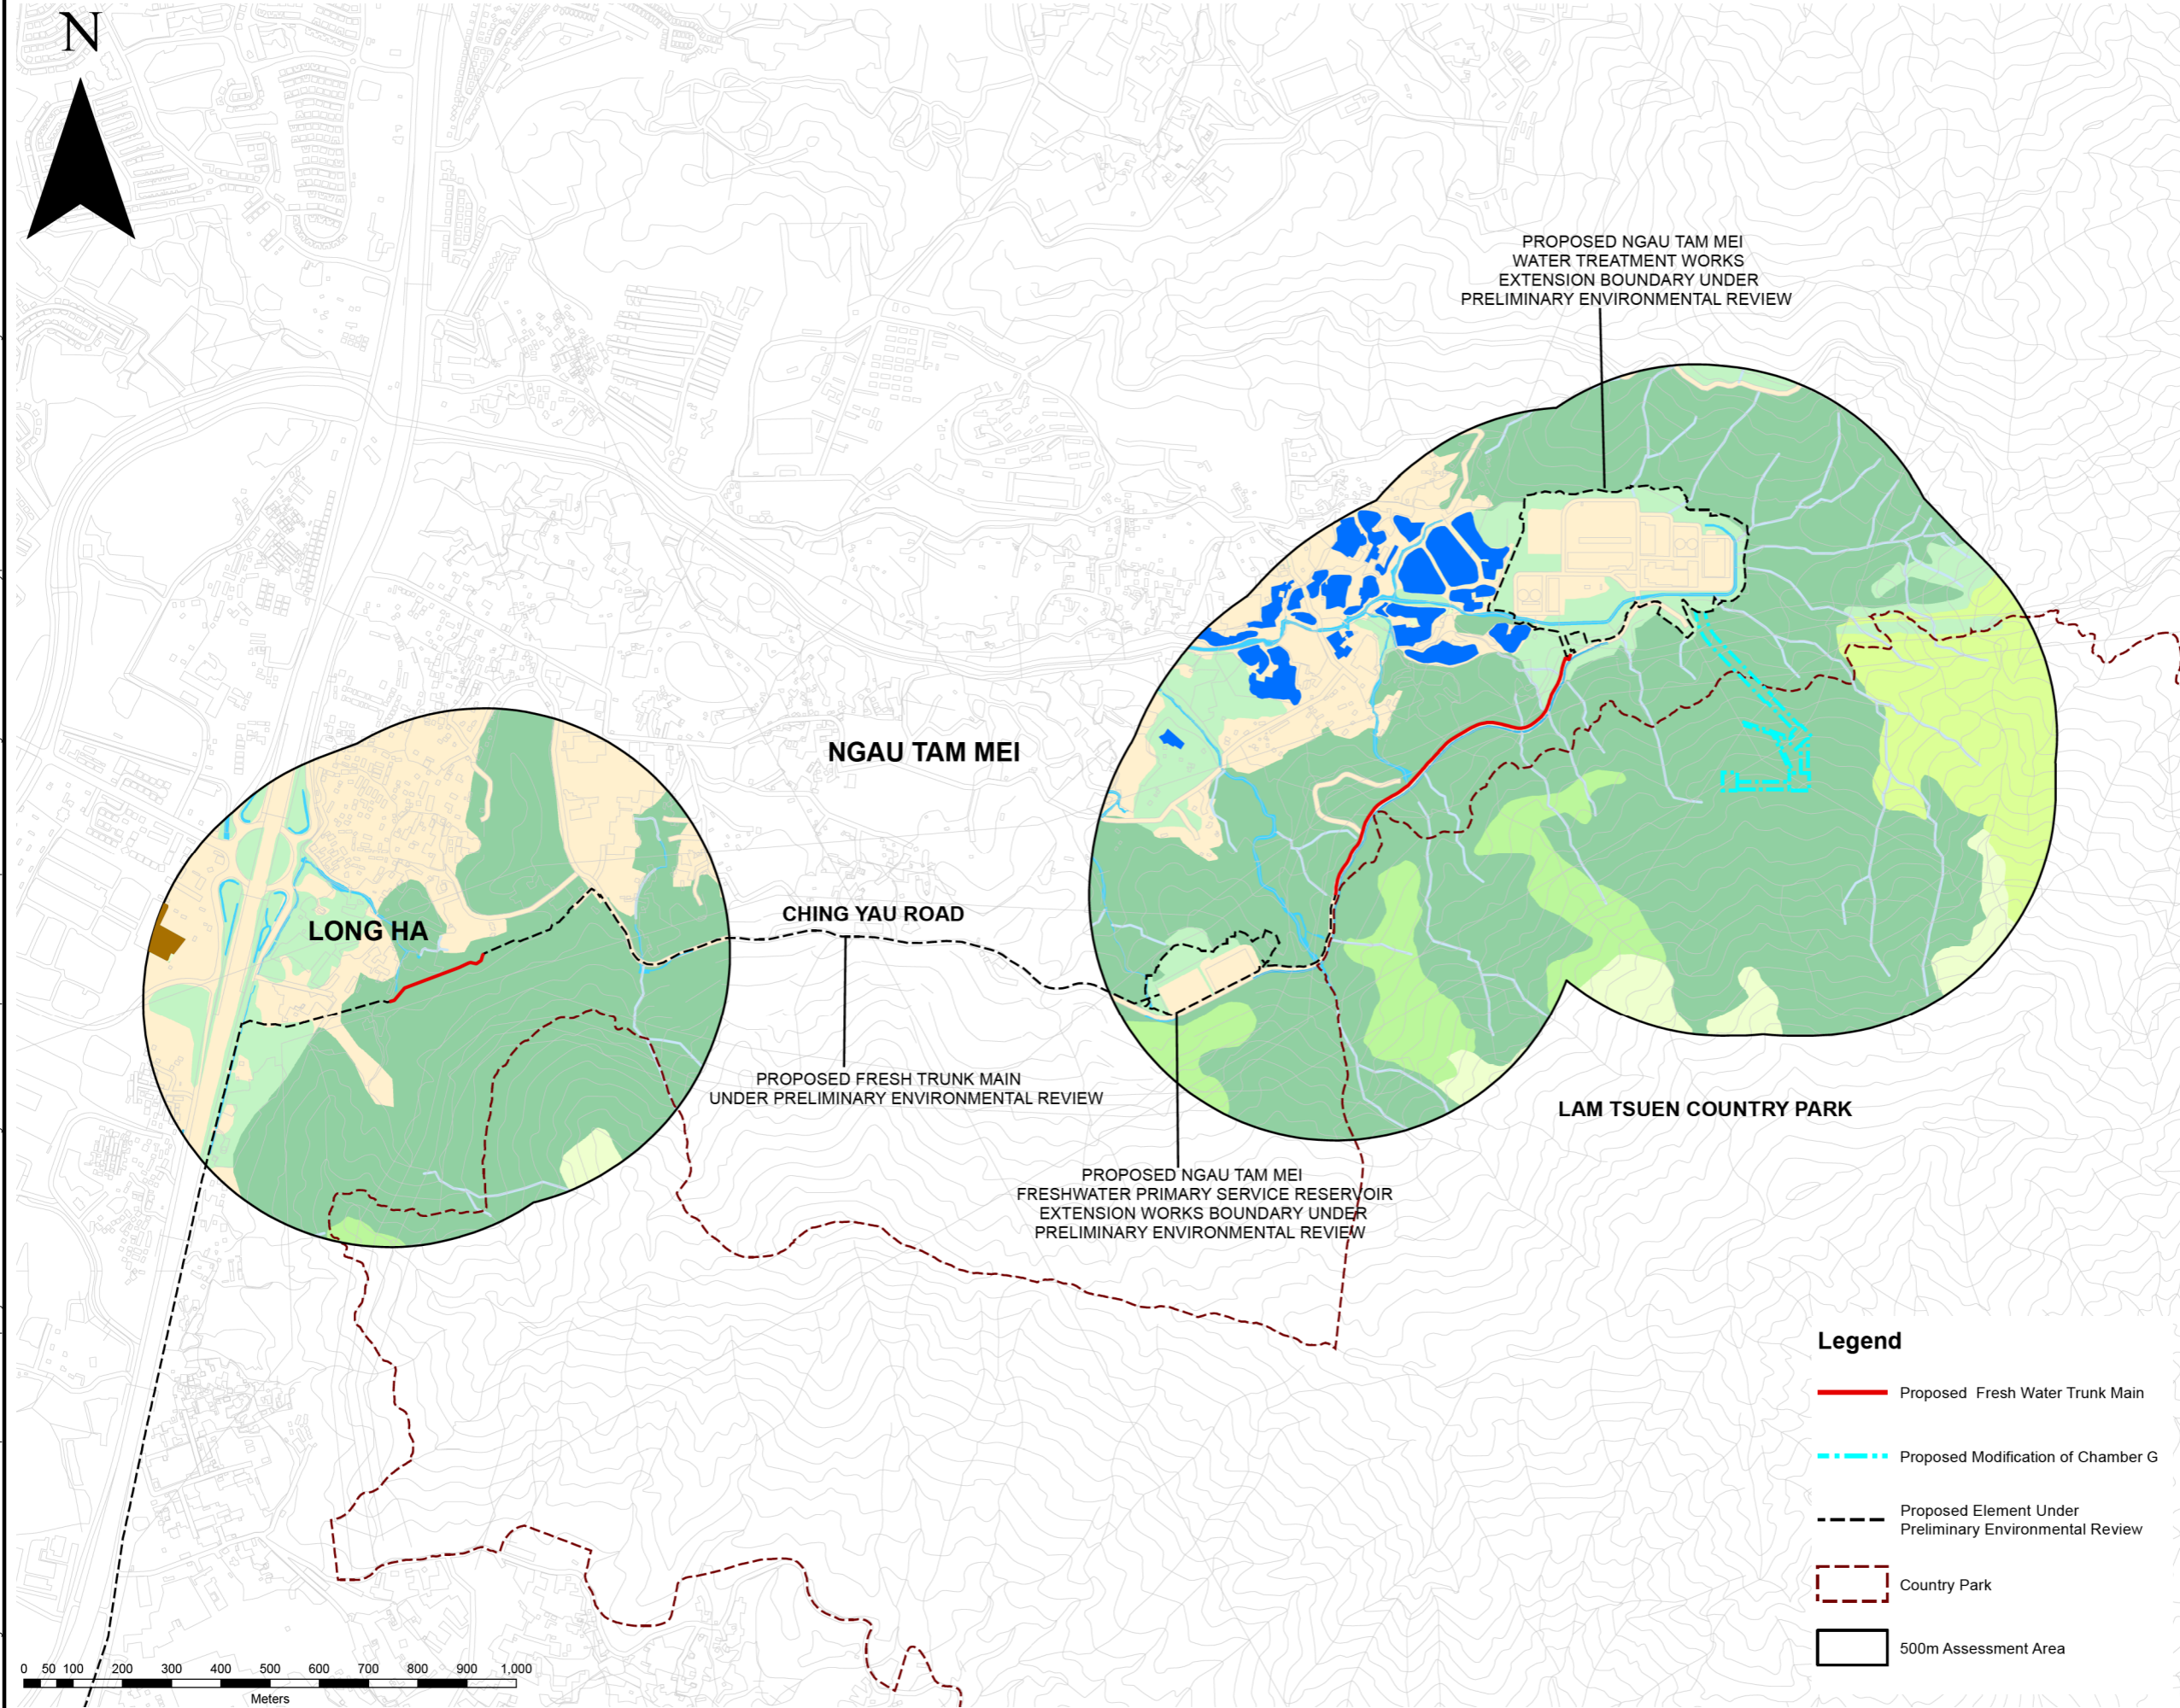 N
PROPOSED NGAU TAM MEI
WATER TREATMENT WORKS
EXTENSION BOUNDARY UNDER
PRELIMINARY ENVIRONMENTAL REVIEW
NGAU TAM MEI
CHING YAU ROAD
LONG HA
PROPOSED FRESH TRUNK MAIN
UNDER PRELIMINARY ENVIRONMENTAL REVIEW
LAM TSUEN COUNTRY PARK
PROPOSED NGAU TAM MEI
FRESHWATER PRIMARY SERVICE RESERVOIR
EXTENSION WORKS BOUNDARY UNDER
PRELIMINARY ENVIRONMENTAL REVIEW
Legend
Proposed Fresh Water Trunk Main
Proposed Modification of Chamber G
Proposed Element Under
Preliminary Environmental Review
Country Park
500m Assessment Area
0 50 100 200 300 400 500 600 700 800 900 1,000
Meters